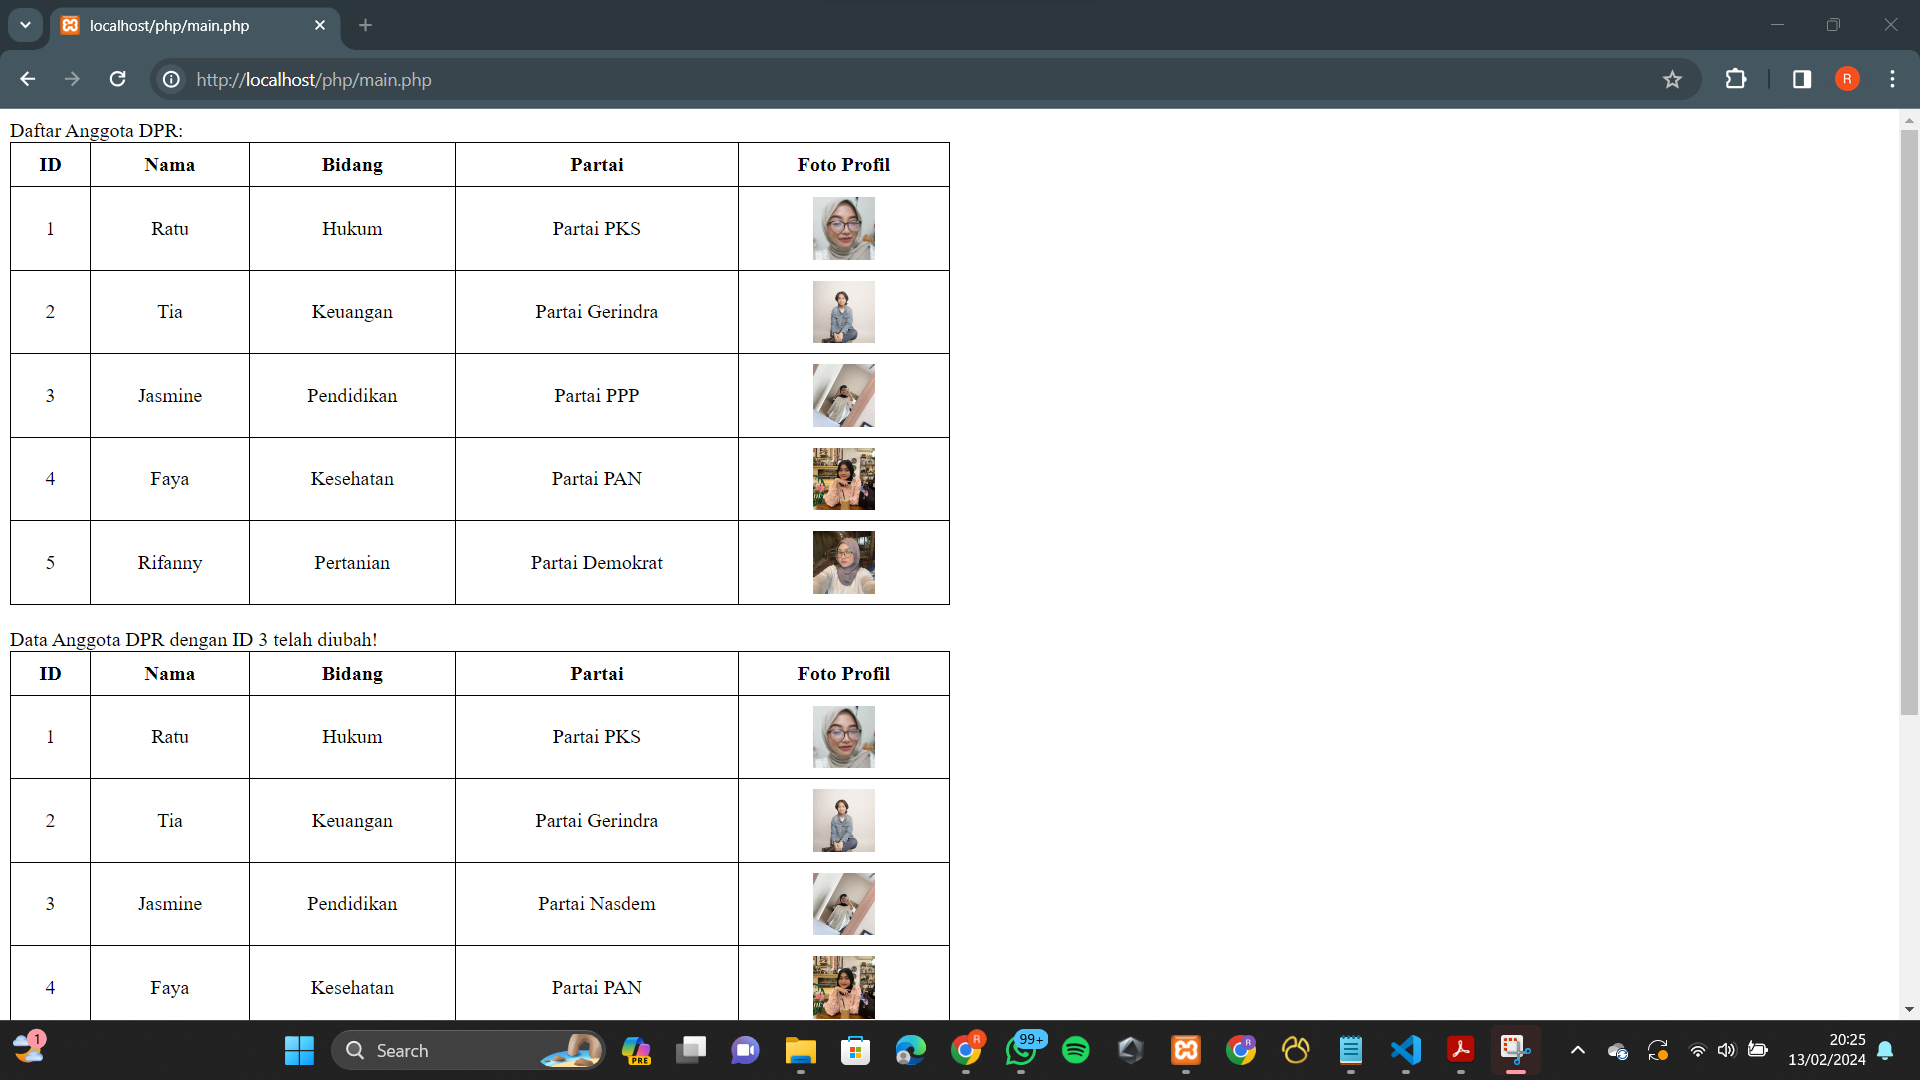 localhost/php/main.php
http://localhost/php/main.php
R
Daftar Anggota DPR:
ID Nama Bidang Partai Foto Profil
1 Ratu Hukum Partai PKS
2 Tia Keuangan Partai Gerindra
3 Jasmine Pendidikan Partai PPP
4 Faya Kesehatan Partai PAN
5 Rifanny Pertanian Partai Demokrat
Data Anggota DPR dengan ID 3 telah diubah!
ID Nama Bidang Partai Foto Profil
1 Ratu Hukum Partai PKS
2 Tia Keuangan Partai Gerindra
3 Jasmine Pendidikan Partai Nasdem
4 Faya Kesehatan Partai PAN
1
Search
PRE
R
99+
R
20:25
13/02/2024